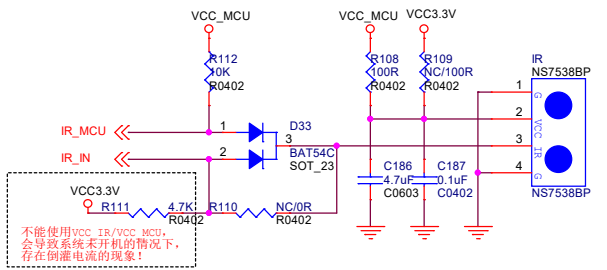 VCC_MCU
VCC_MCU
VCC3.3V
R112
10K
R0402
R108
100R
R0402
R109
NC/100R
R0402
IR
NS7538BP
1
2
3
4
G
VCC
IR
G
NS7538BP
IR_MCU
1
D33
3
IR_IN
2
BAT54C
SOT_23
C186
4.7uF
C0603
C187
0.1uF
C0402
VCC3.3V
R111
4.7K
R0402
R110
NC/0R
R0402
不能使用VCC_IR/VCC_MCU,
会导致系统未开机的情况下,
存在倒灌电流的现象!